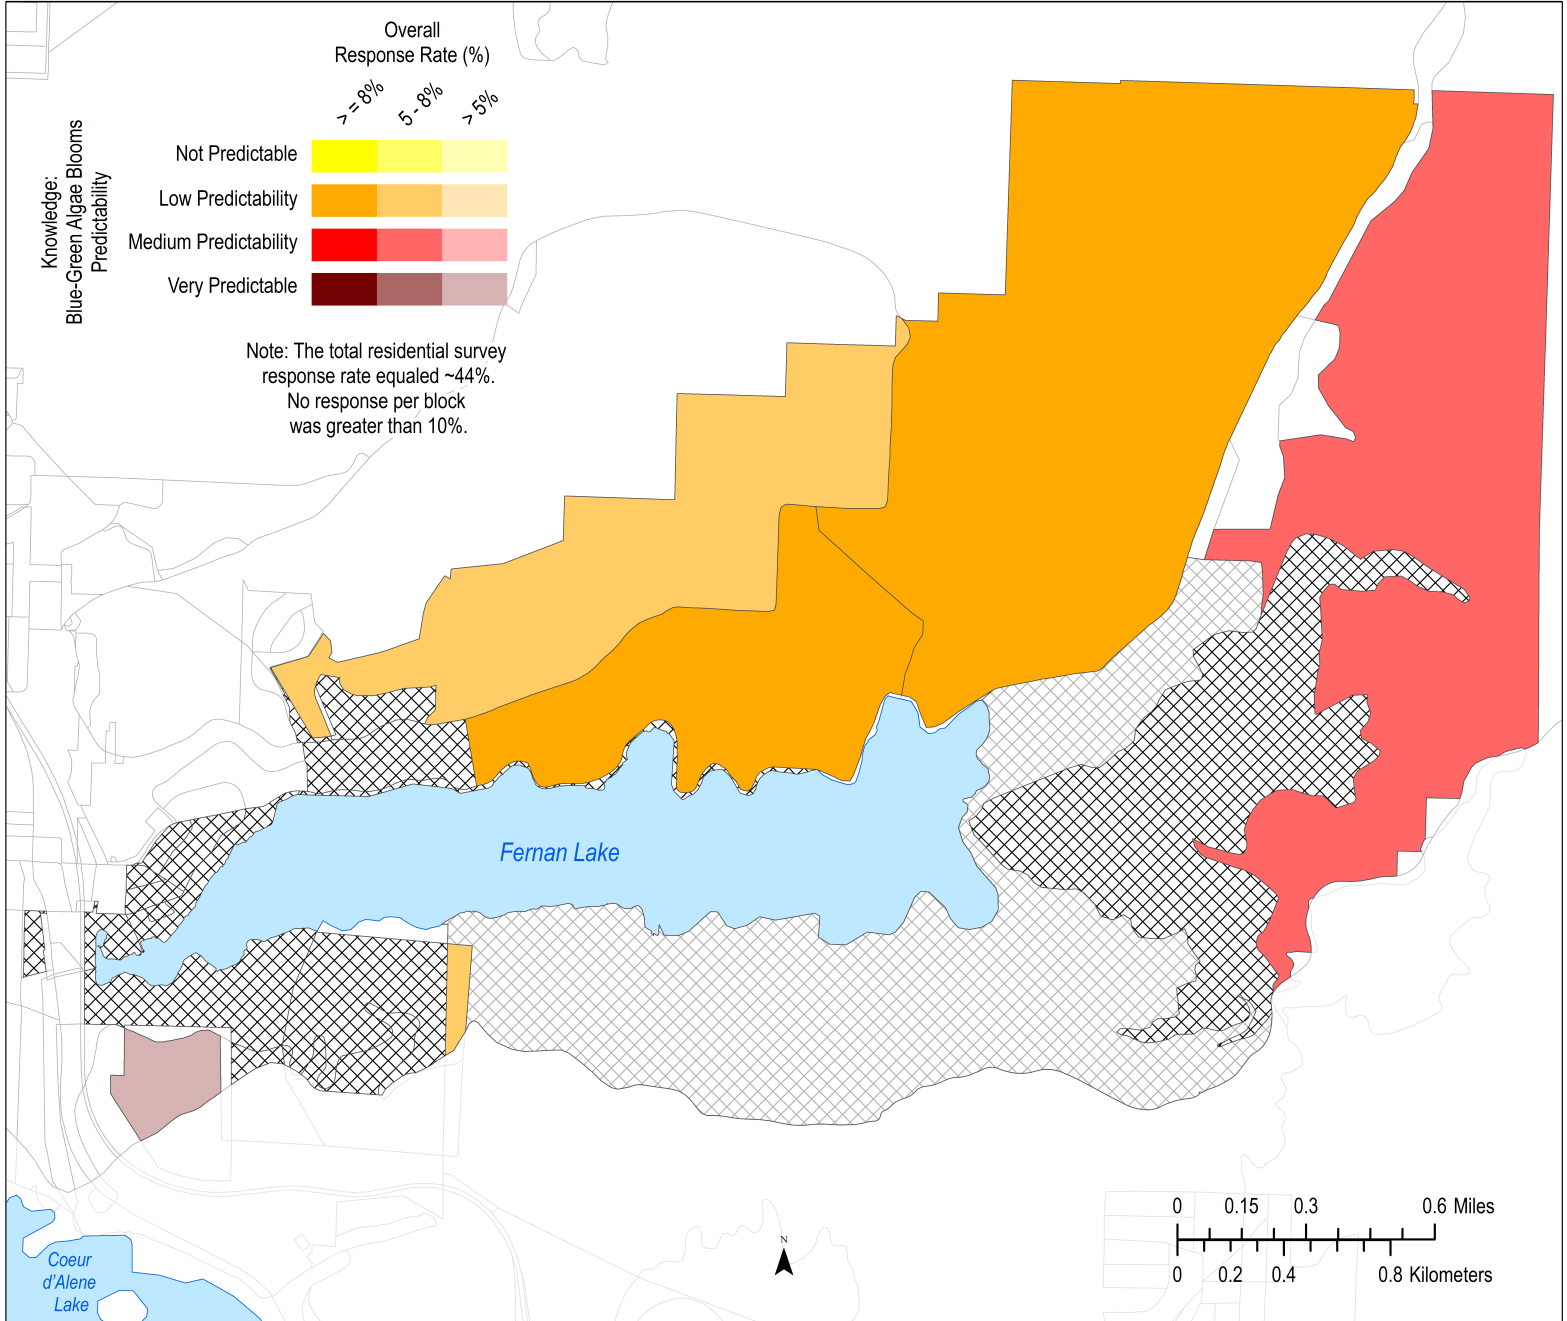 Overall
Response Rate (%)
> = 8%
5 - 8%
> 5%
Knowledge:
Blue-Green Algae Blooms
Predictability
Not Predictable
Low Predictability
Medium Predictability
Very Predictable
Note: The total residential survey
response rate equaled ~44%.
No response per block
was greater than 10%.
Fernan Lake
Coeur
d'Alene
Lake
N
0 0.15 0.3 0.6 Miles
0 0.2 0.4 0.8 Kilometers